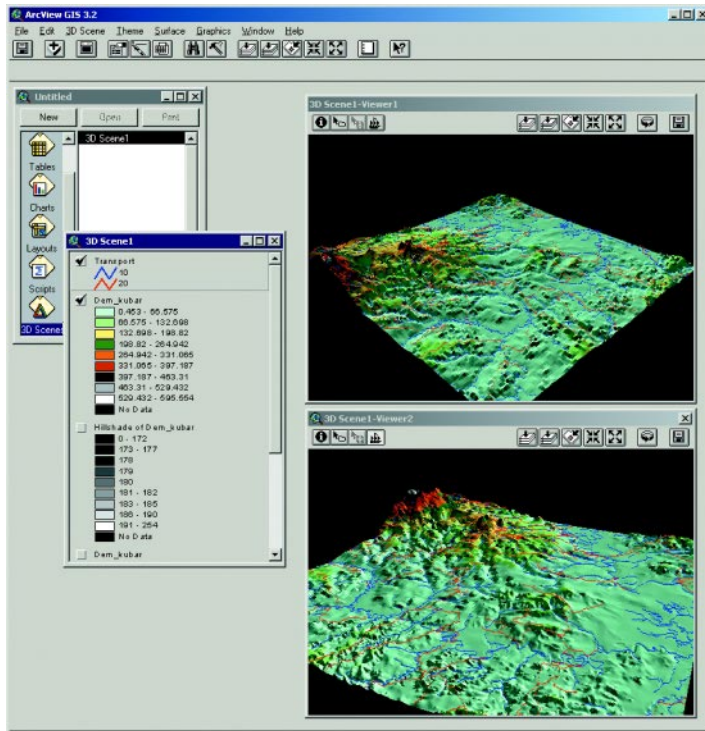 ArcView GIS 3.2
File Edit 3D Scene Theme Surface Graphics Window Help
Untitled
New Open Print
3D Scene1
Tables
Charts
Layouts
Scripts
3D Scenes
3D Scene1
Transport
10
20
Dem_kubar
0.453 - 66.575
66.575 - 132.698
132.698 - 198.82
198.82 - 264.942
264.942 - 331.065
331.065 - 397.187
397.187 - 463.31
463.31 - 529.432
529.432 - 595.554
No Data
Hillshade of Dem_kubar
0 - 172
173 - 177
178
179
180
181 - 182
183 - 185
186 - 190
191 - 254
No Data
Dem_kubar
3D Scene1-Viewer1
3D Scene1-Viewer2